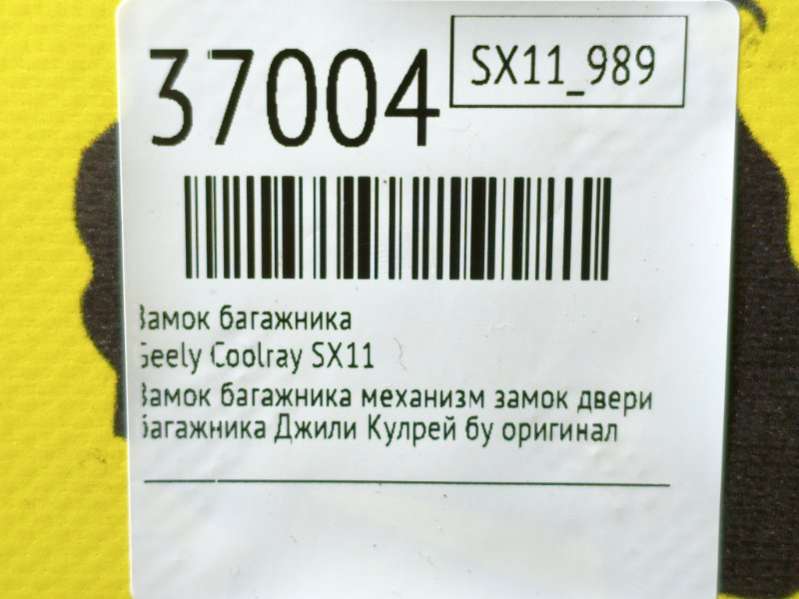 37004
SX11_989
Замок багажника
Geely Coolray SX11
Замок багажника механизм замок двери
багажника Джили Кулрей бу оригинал